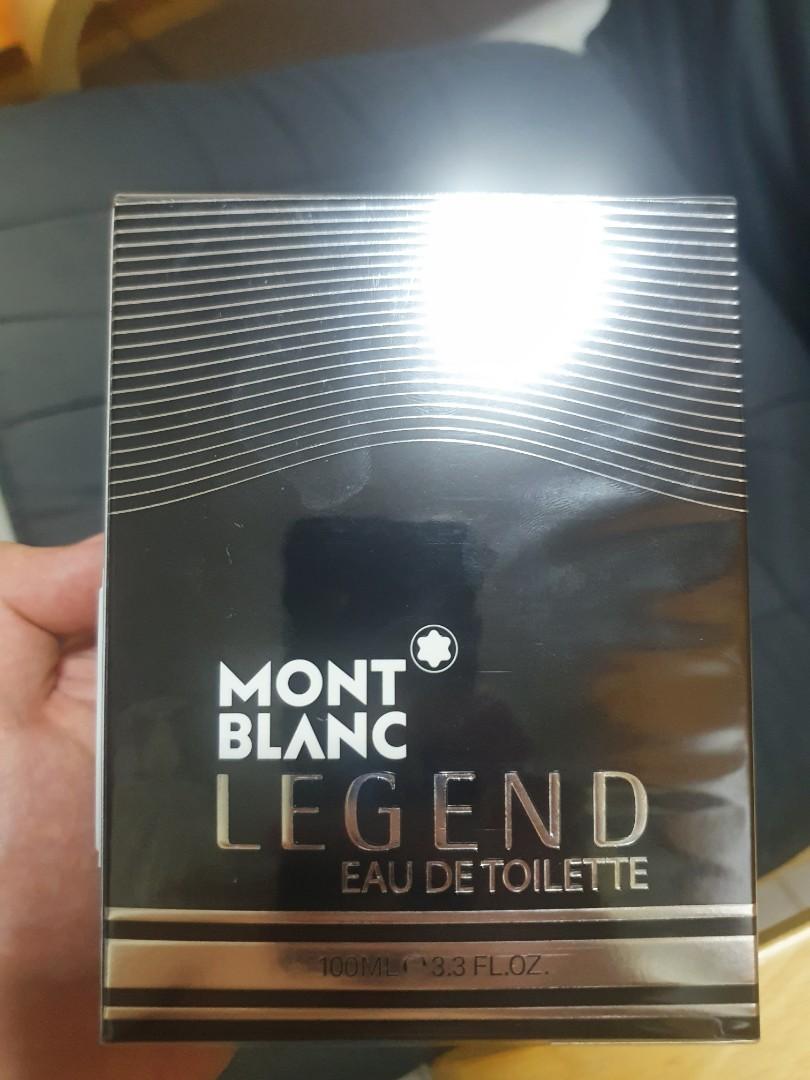 MONT
BLANC
LEGEND
EAU DE TOILETTE
100ML ℮ 3.3 FL.OZ.